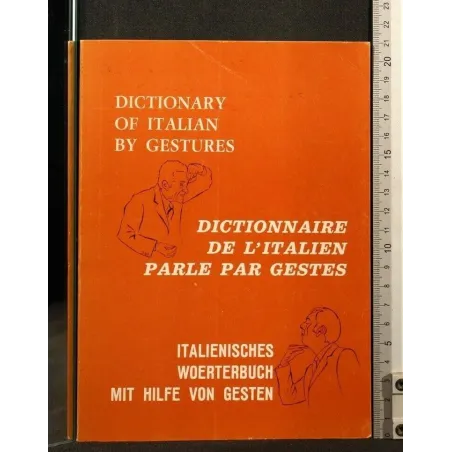 DICTIONARY
OF ITALIAN
BY GESTURES
DICTIONNAIRE
DE L'ITALIEN
PARLE PAR GESTES
ITALIENISCHES
WOERTERBUCH
MIT HILFE VON GESTEN